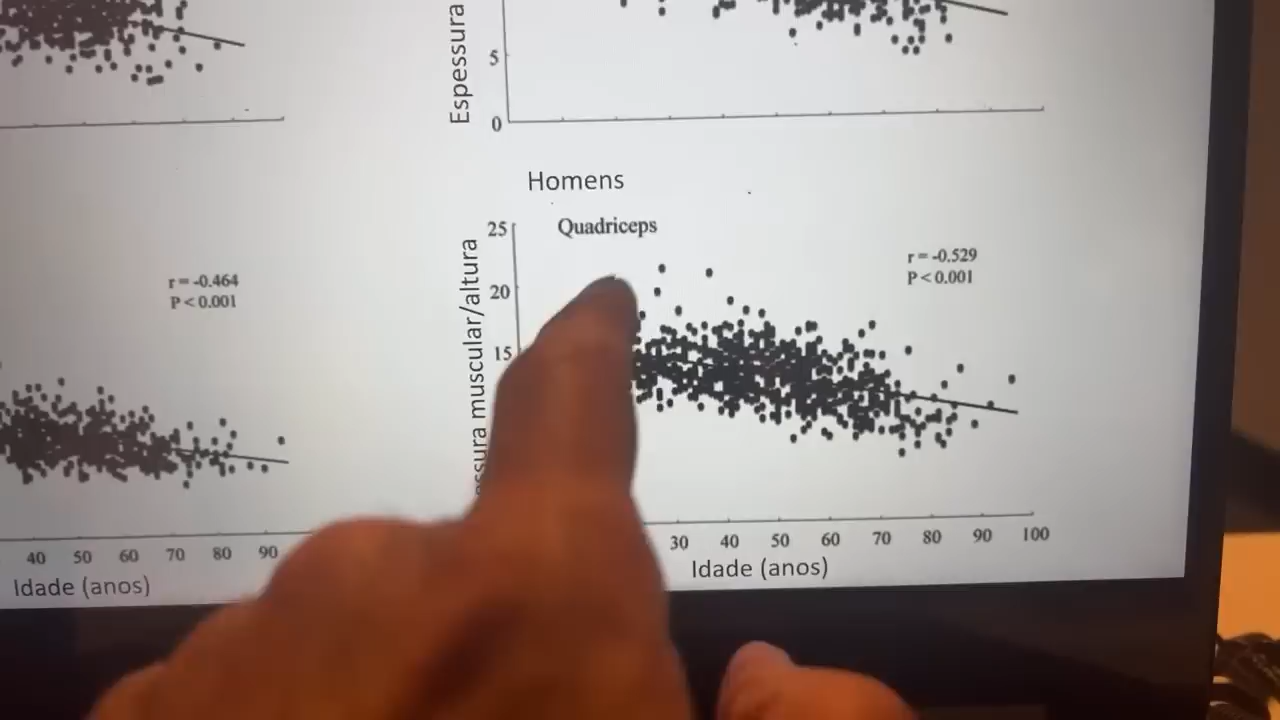 Espessura
5
0
Homens
25
Quadriceps
20
15
muscular/altura
r = -0.529
P < 0.001
r = -0.464
P < 0.001
40 50 60 70 80 90
Idade (anos)
30 40 50 60 70 80 90 100
Idade (anos)